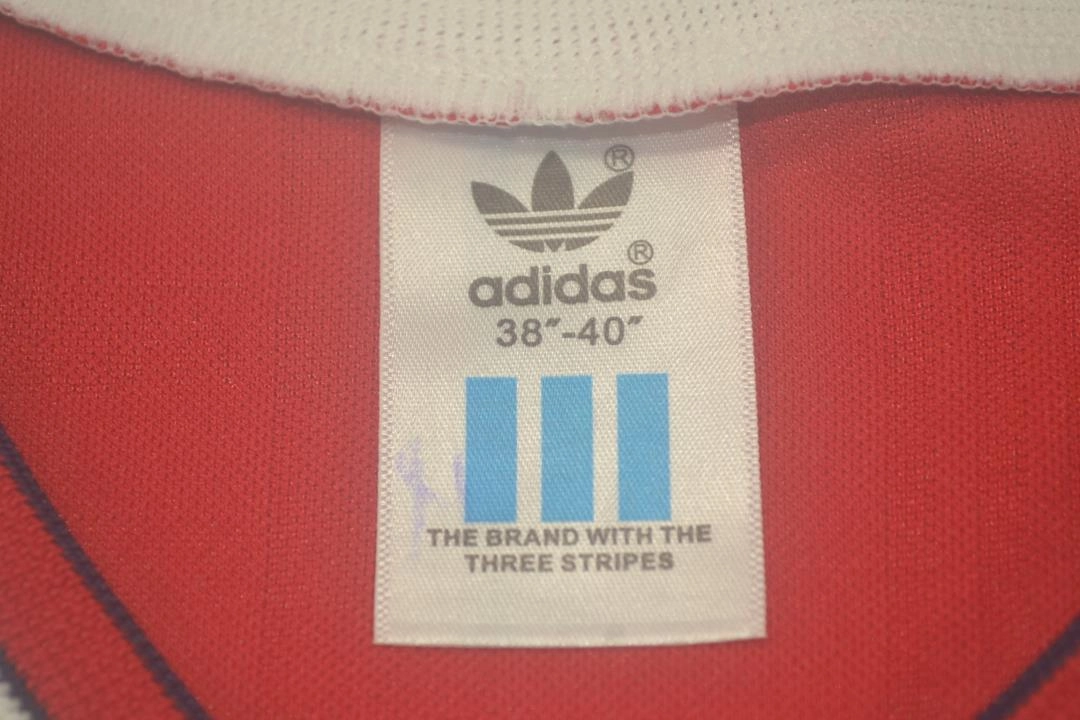 ®
adidas®
38″-40″
THE BRAND WITH THE
THREE STRIPES